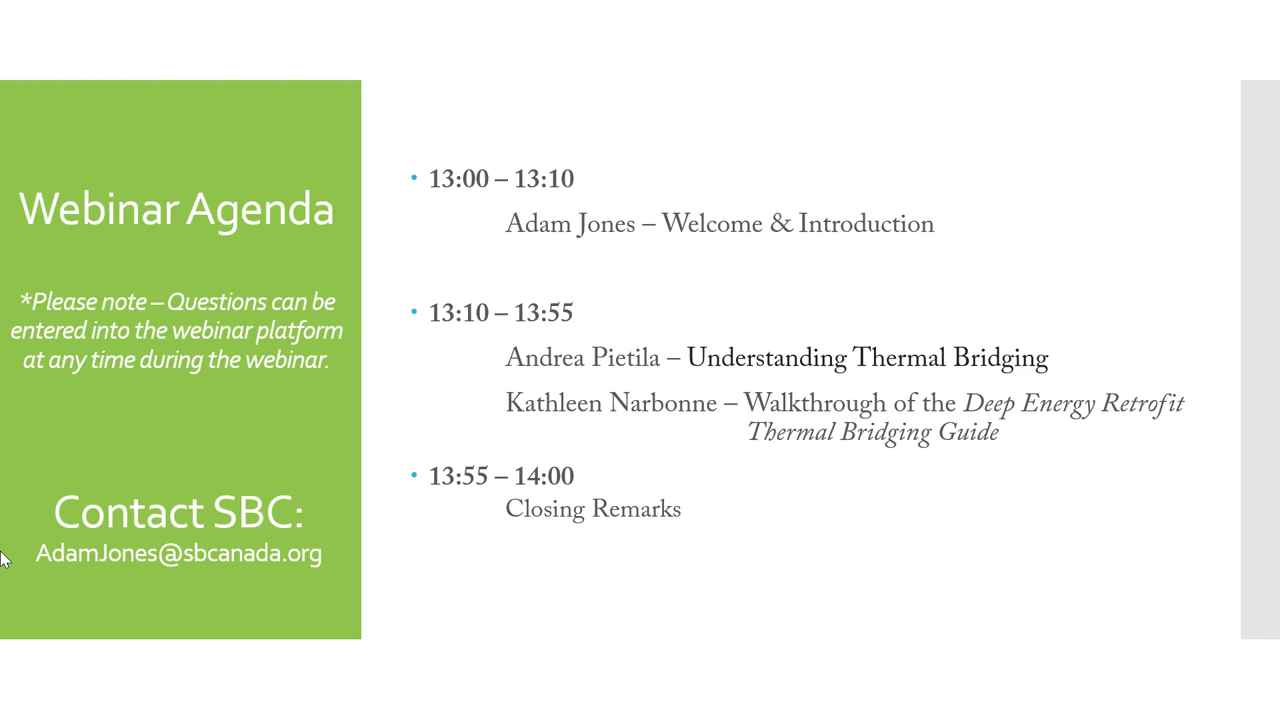 Webinar Agenda
*Please note – Questions can be
entered into the webinar platform
at any time during the webinar.
Contact SBC:
AdamJones@sbcanada.org
• 13:00 – 13:10
Adam Jones – Welcome & Introduction
• 13:10 – 13:55
Andrea Pietila – Understanding Thermal Bridging
Kathleen Narbonne – Walkthrough of the Deep Energy Retrofit
Thermal Bridging Guide
• 13:55 – 14:00
Closing Remarks